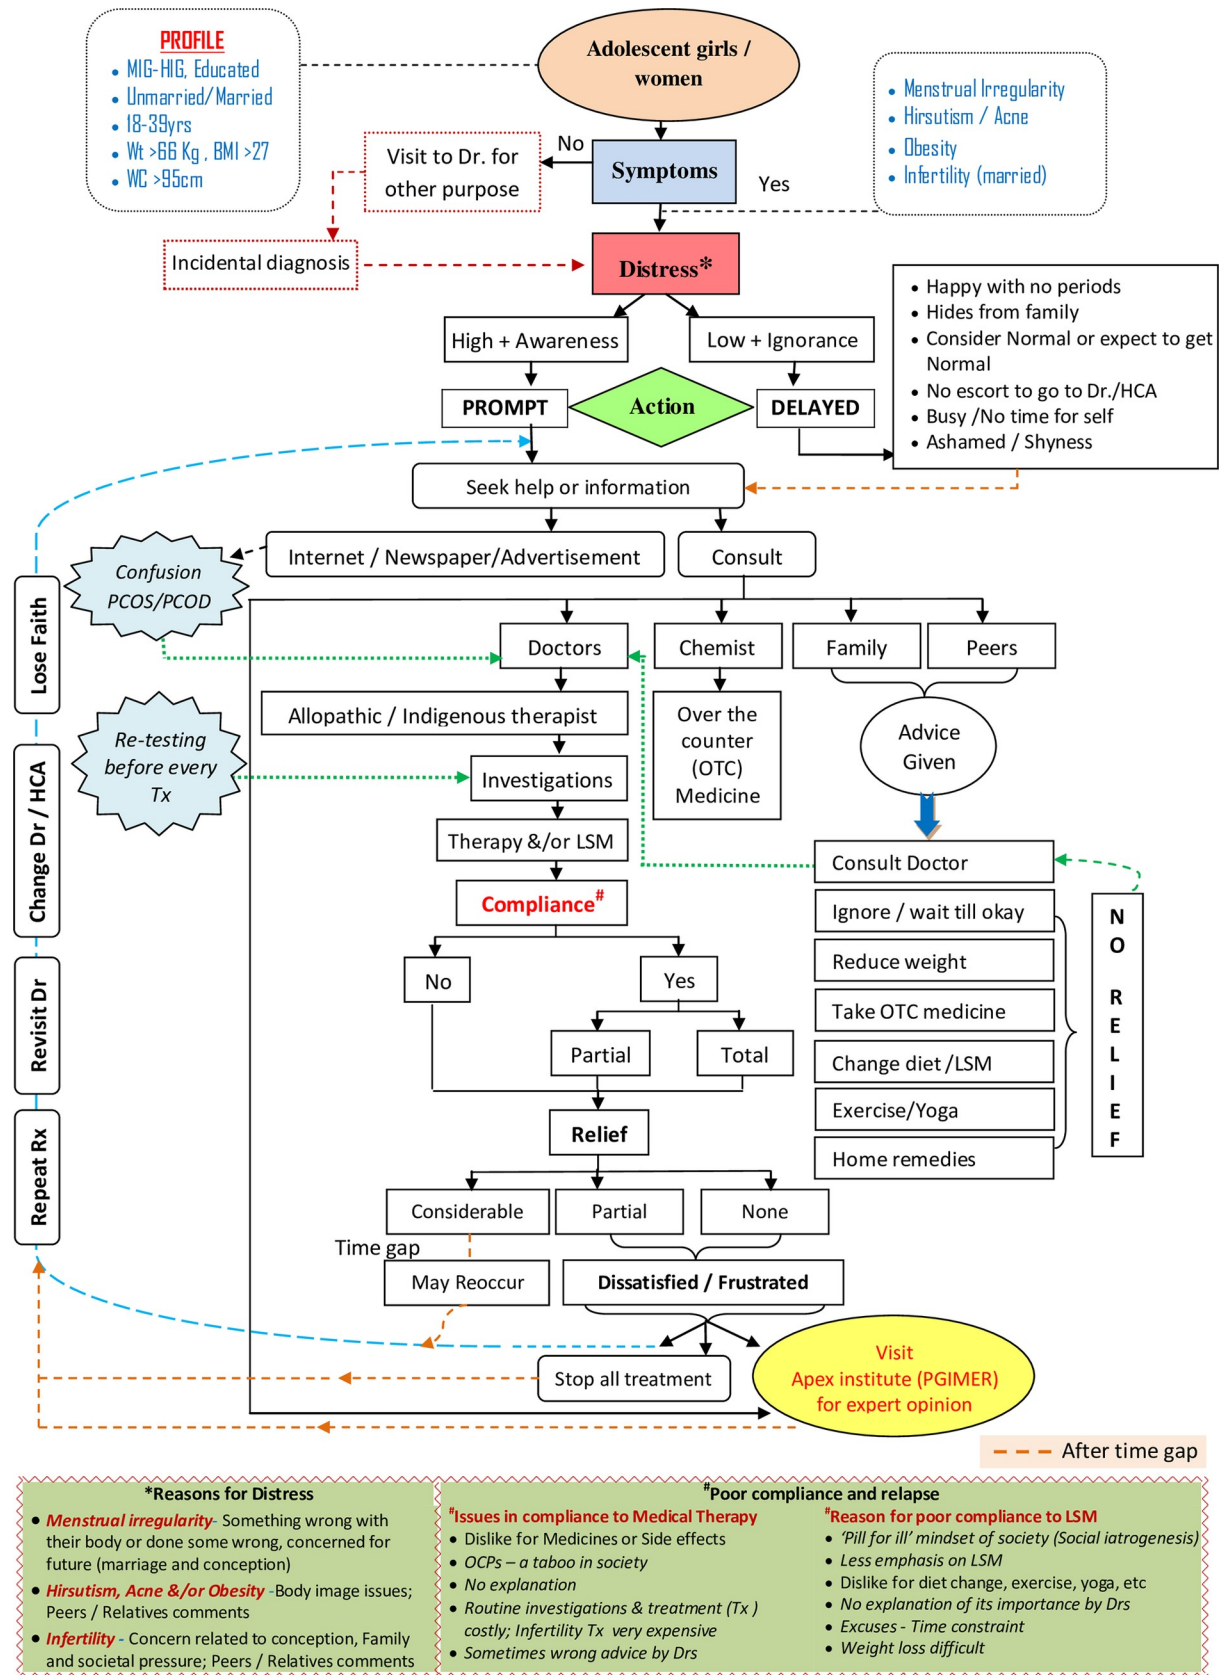 PROFILE
• MIG-HIG, Educated
• Unmarried/Married
• 18-39yrs
• Wt >66 Kg , BMI >27
• WC >95cm
Adolescent girls /
women
• Menstrual Irregularity
• Hirsutism / Acne
• Obesity
• Infertility (married)
No
Visit to Dr. for
other purpose
Symptoms
Yes
Incidental diagnosis
Distress*
High + Awareness
Low + Ignorance
• Happy with no periods
• Hides from family
• Consider Normal or expect to get
Normal
• No escort to go to Dr./HCA
• Busy /No time for self
• Ashamed / Shyness
PROMPT
Action
DELAYED
Seek help or information
Internet / Newspaper/Advertisement
Consult
Confusion
PCOS/PCOD
Doctors
Chemist
Family
Peers
Allopathic / Indigenous therapist
Over the
counter
(OTC)
Medicine
Advice
Given
Re-testing
before every
Tx
Investigations
Therapy &/or LSM
Compliance#
No
Yes
Partial
Total
Relief
Considerable
Partial
None
Time gap
May Reoccur
Dissatisfied / Frustrated
Consult Doctor
Ignore / wait till okay
Reduce weight
Take OTC medicine
Change diet /LSM
Exercise/Yoga
Home remedies
NO RELIEF
Lose Faith
Change Dr / HCA
Revisit Dr
Repeat Rx
Stop all treatment
Visit
Apex institute (PGIMER)
for expert opinion
After time gap
*Reasons for Distress
• Menstrual irregularity- Something wrong with
their body or done some wrong, concerned for
future (marriage and conception)
• Hirsutism, Acne &/or Obesity -Body image issues;
Peers / Relatives comments
• Infertility - Concern related to conception, Family
and societal pressure; Peers / Relatives comments
#Poor compliance and relapse
#Issues in compliance to Medical Therapy
• Dislike for Medicines or Side effects
• OCPs – a taboo in society
• No explanation
• Routine investigations & treatment (Tx )
costly; Infertility Tx very expensive
• Sometimes wrong advice by Drs
#Reason for poor compliance to LSM
• ‘Pill for ill’ mindset of society (Social iatrogenesis)
• Less emphasis on LSM
• Dislike for diet change, exercise, yoga, etc
• No explanation of its importance by Drs
• Excuses - Time constraint
• Weight loss difficult